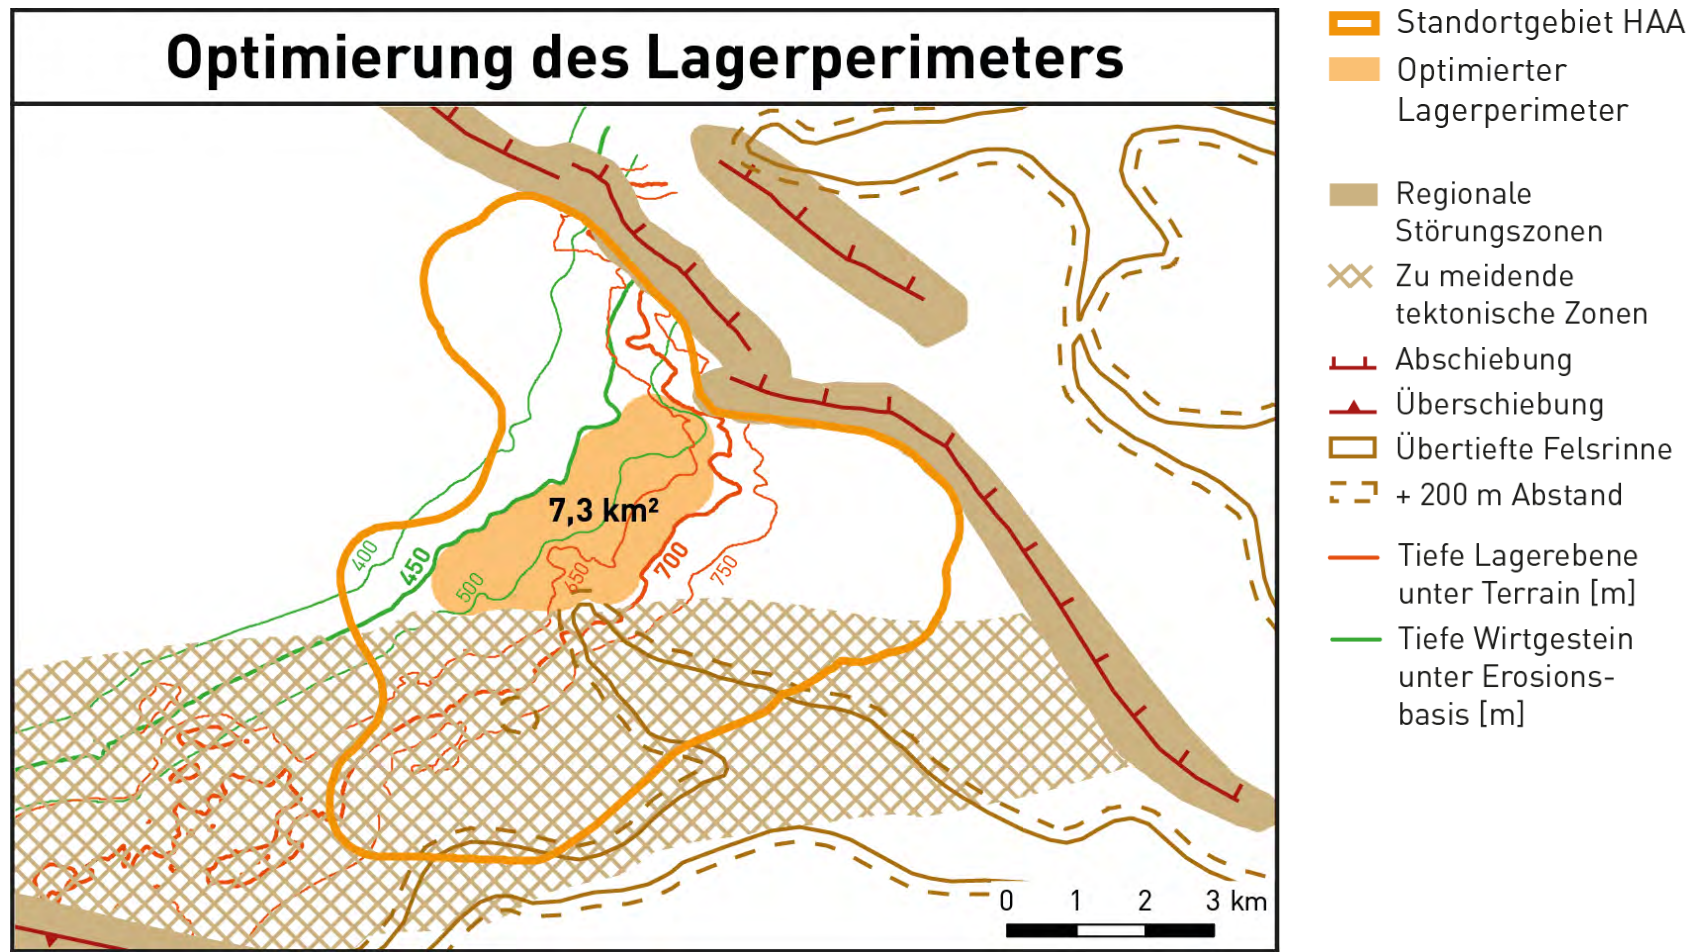 Optimierung des Lagerperimeters
Standortgebiet HAA
Optimierter
Lagerperimeter
Regionale
Störungszonen
Zu meidende
tektonische Zonen
Abschiebung
Überschiebung
Übertiefte Felsrinne
+ 200 m Abstand
Tiefe Lagerebene
unter Terrain [m]
Tiefe Wirtgestein
unter Erosions-
basis [m]
7,3 km²
400
450
500
650
700
750
0 1 2 3 km